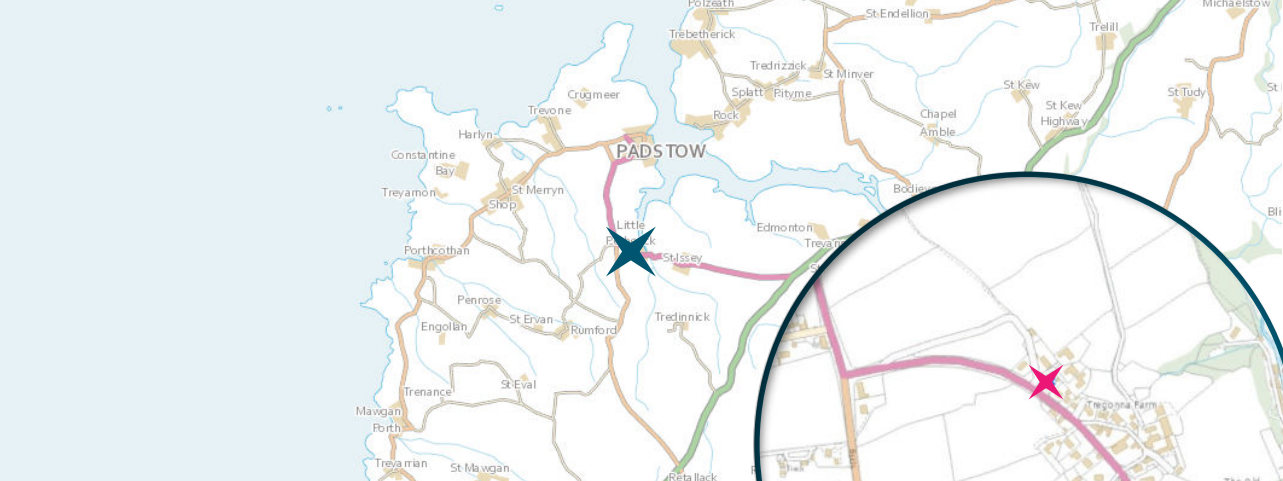 Polzeath
Michaelstow
St Endellion
Trelill
Trebetherick
Tredrizzick
St Minver
St Kew
Splatt
Pityme
St Tudy
St
Crugmeer
Trevone
Rock
St Kew
Highway
Chapel
Amble
Harlyn
PADSTOW
Constantine
Bay
Treyarnon
St Merryn
Shop
Bodieve
Little
Edmonton
Porthcothan
St Issey
Penrose
St Ervan
Engollan
Rumford
Tredinnick
St Eval
Trenance
Mawgan
Porth
Tregonna Farm
Trevarrian
St Mawgan
Retallack